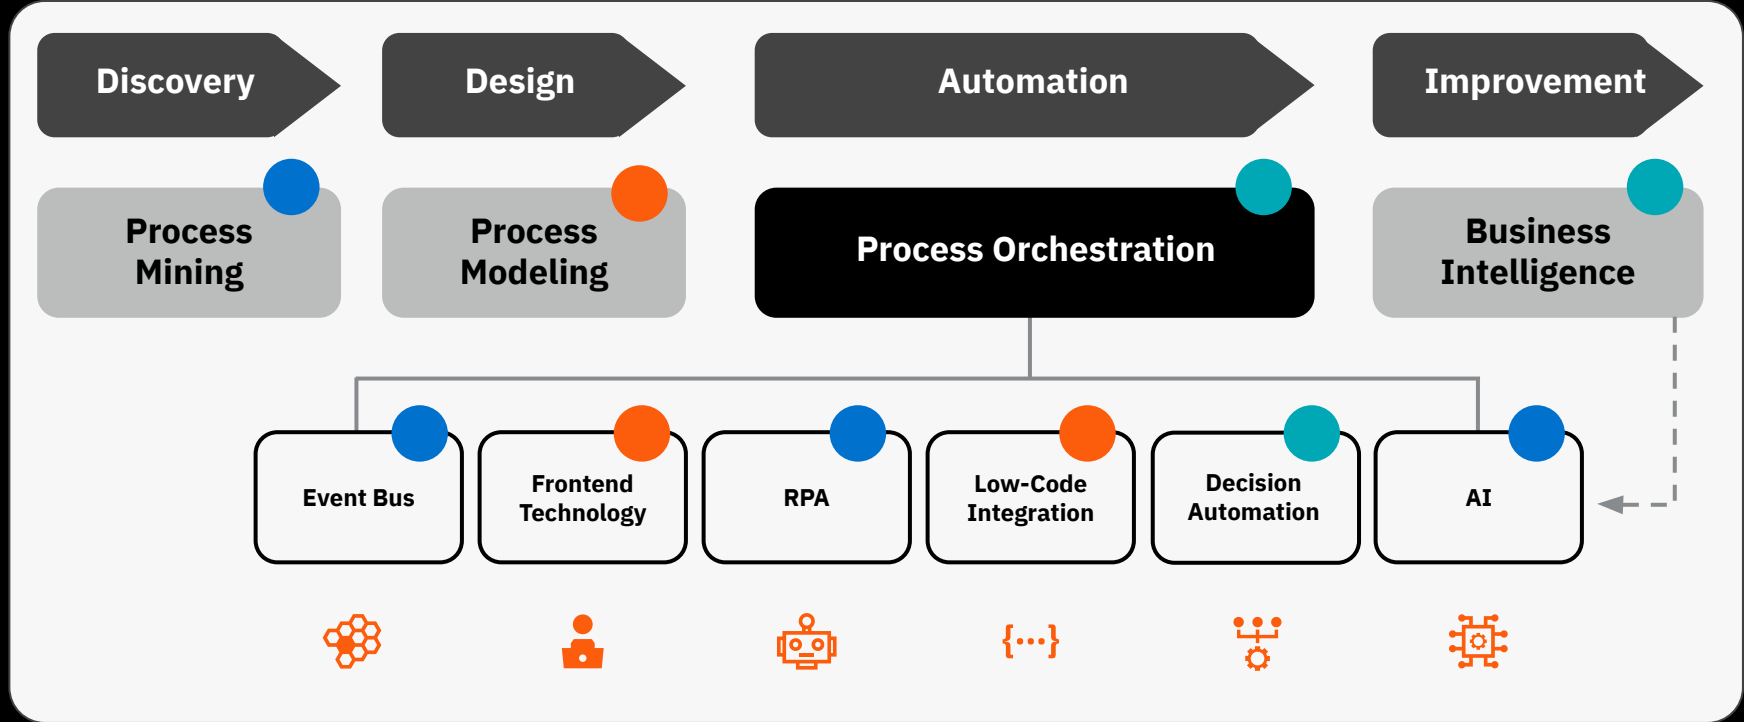 Discovery
Design
Automation
Improvement
Process
Mining
Process
Modeling
Process Orchestration
Business
Intelligence
Event Bus
Frontend
Technology
RPA
Low-Code
Integration
Decision
Automation
AI